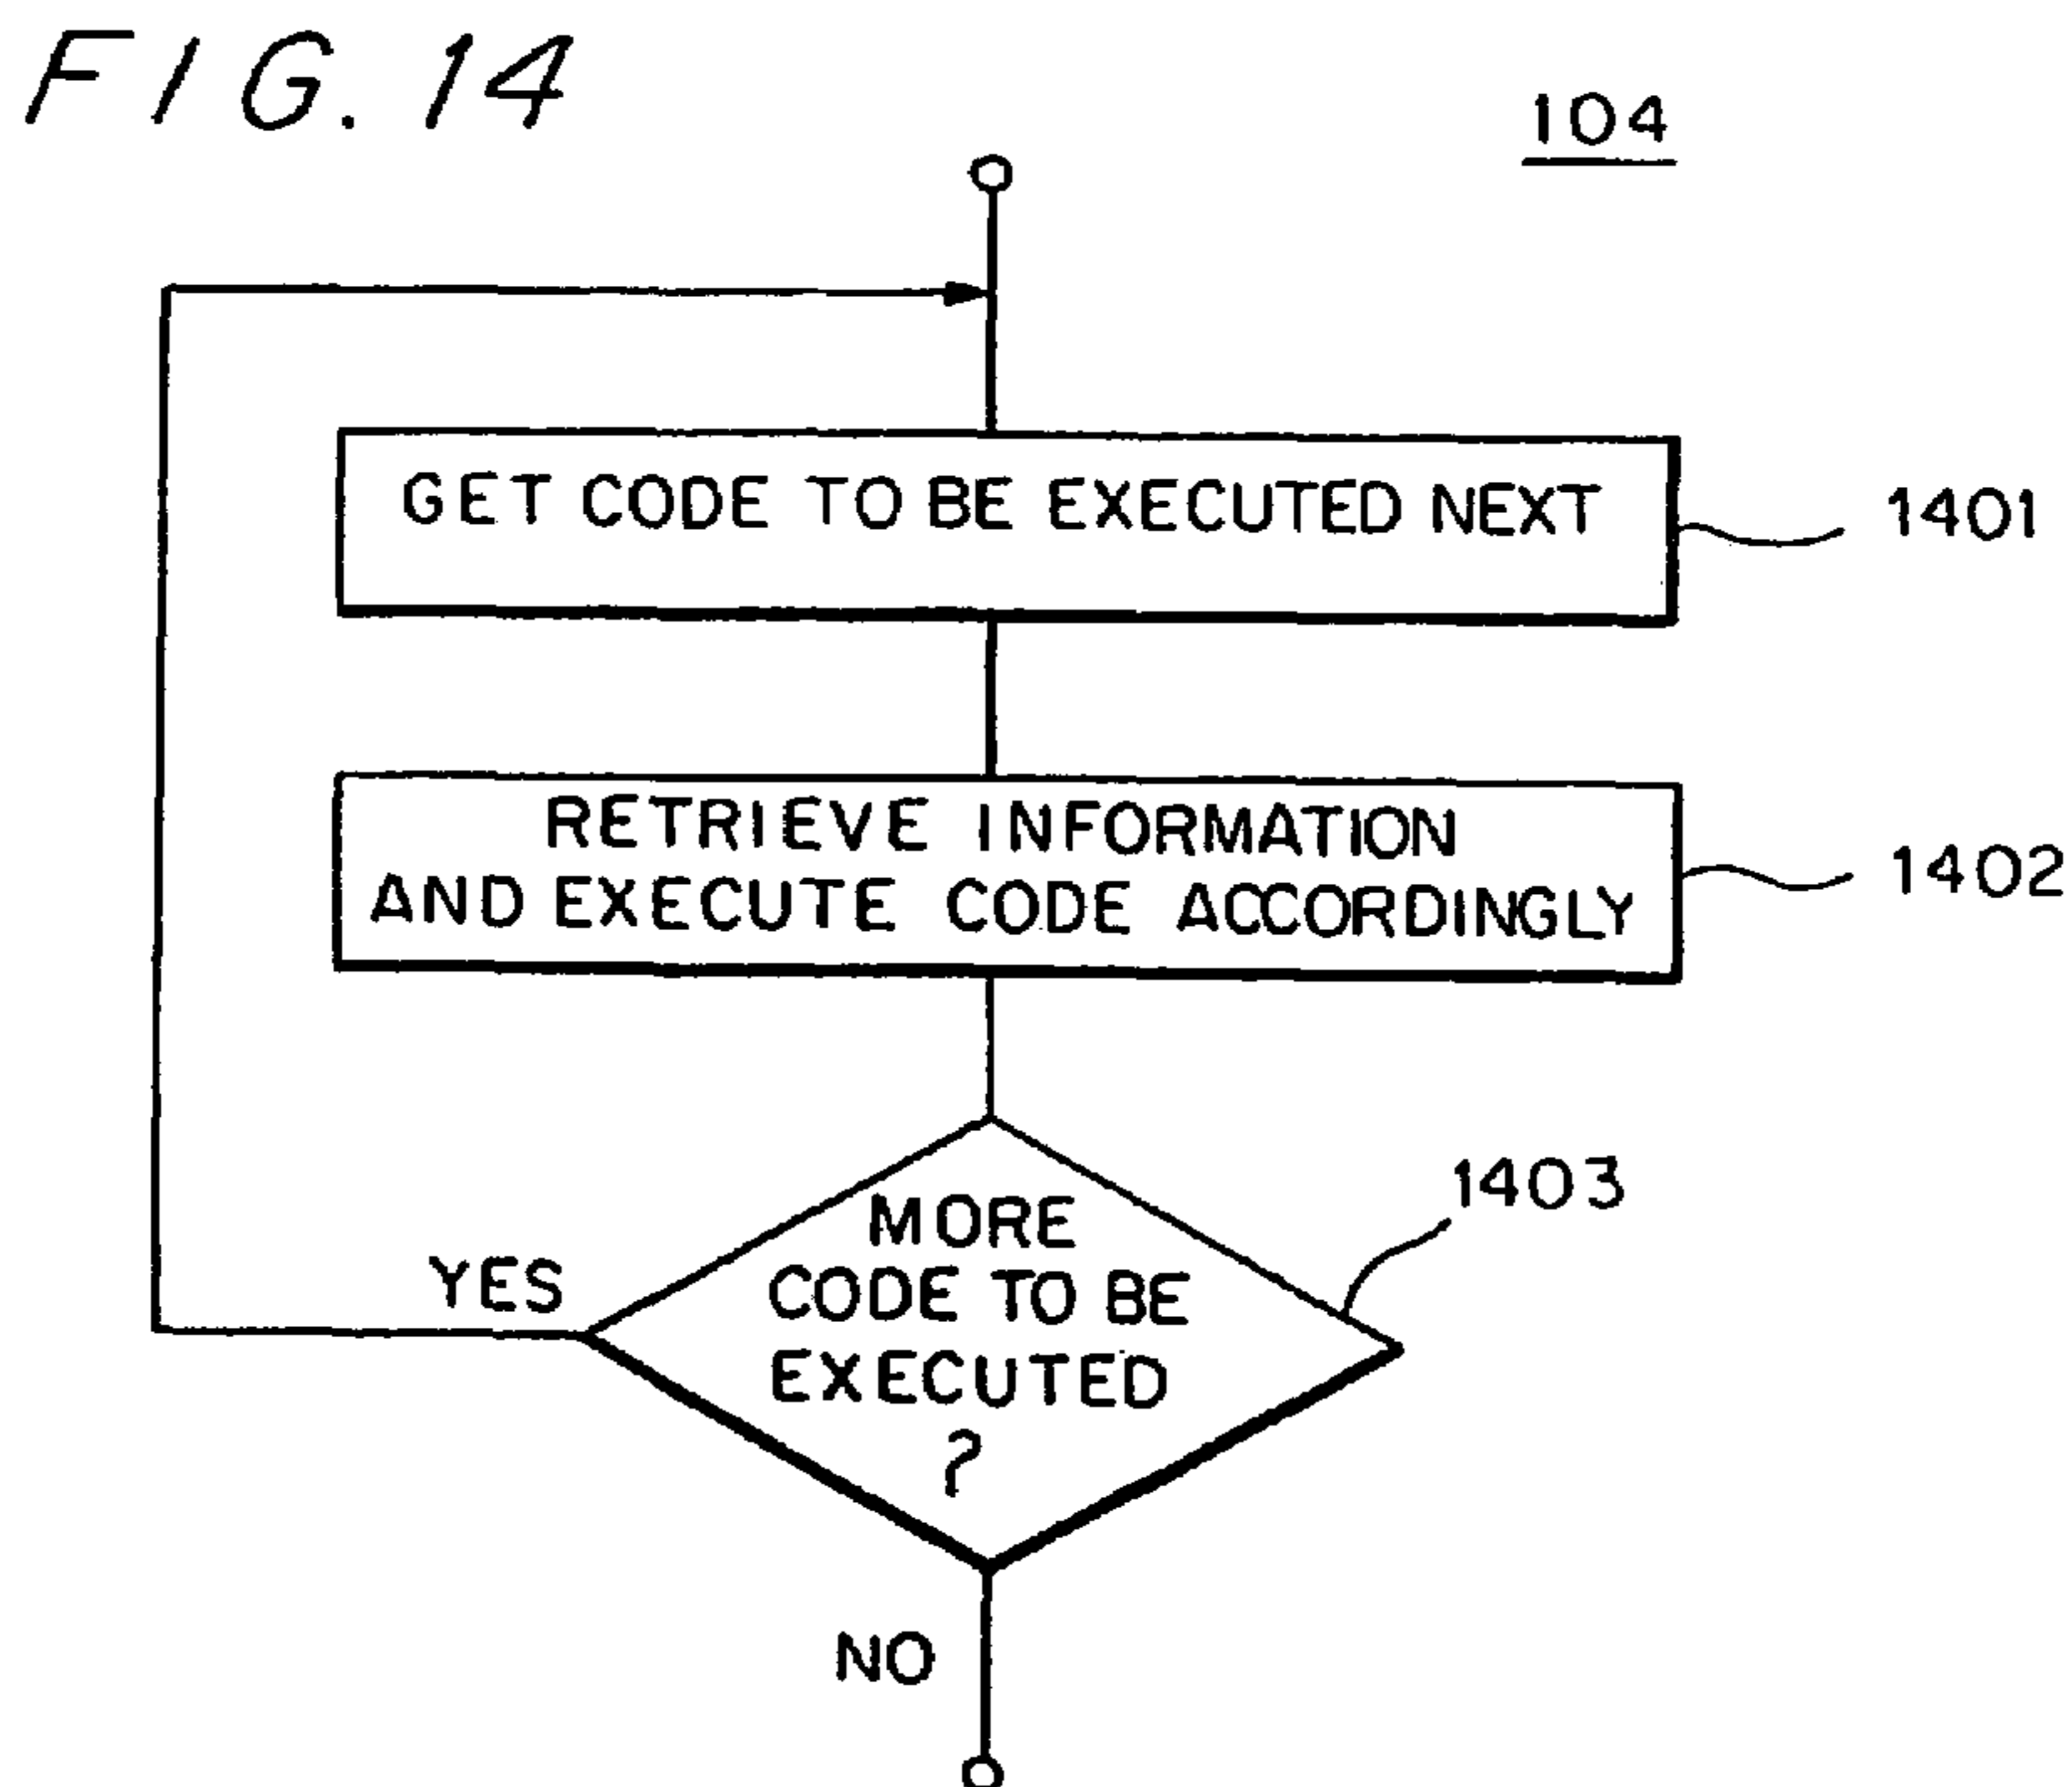 FIG. 14
104
GET CODE TO BE EXECUTED NEXT
1401
RETRIEVE INFORMATION
AND EXECUTE CODE ACCORDINGLY
1402
1403
MORE
CODE TO BE
EXECUTED
?
YES
NO